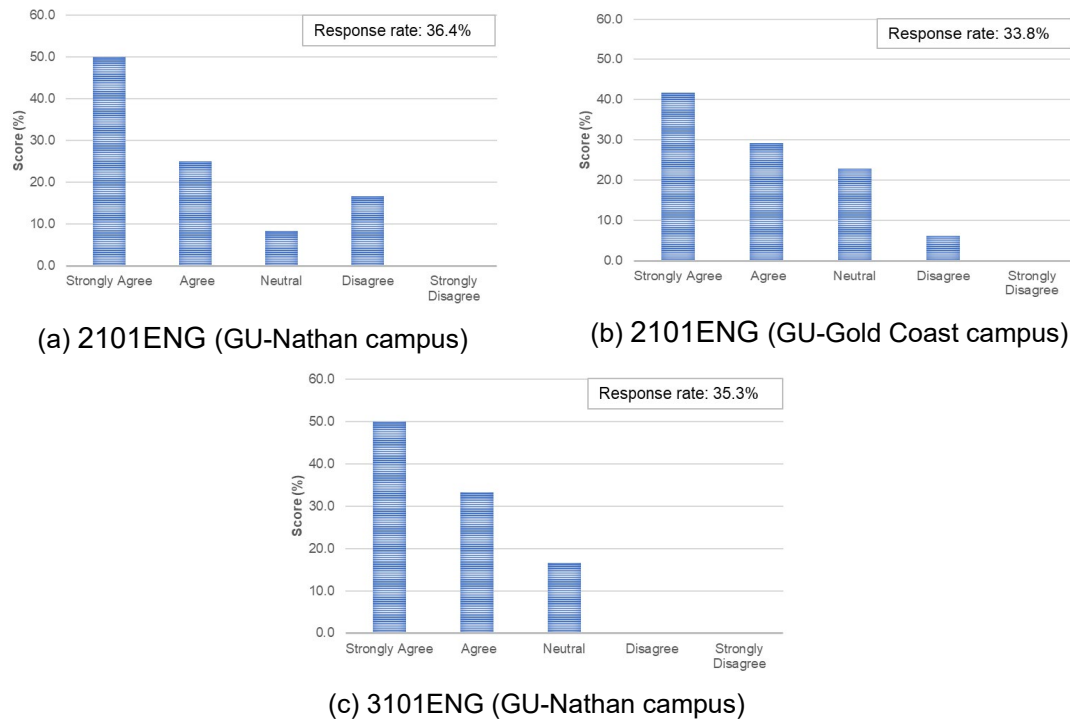 60.0
Response rate: 36.4%
50.0
40.0
30.0
20.0
10.0
0.0
Score (%)
Strongly Agree Agree Neutral Disagree Strongly
Disagree
(a) 2101ENG (GU-Nathan campus)
60.0
Response rate: 33.8%
50.0
40.0
30.0
20.0
10.0
0.0
Score (%)
Strongly Agree Agree Neutral Disagree Strongly
Disagree
(b) 2101ENG (GU-Gold Coast campus)
60.0
Response rate: 35.3%
50.0
40.0
30.0
20.0
10.0
0.0
Score (%)
Strongly Agree Agree Neutral Disagree Strongly
Disagree
(c) 3101ENG (GU-Nathan campus)